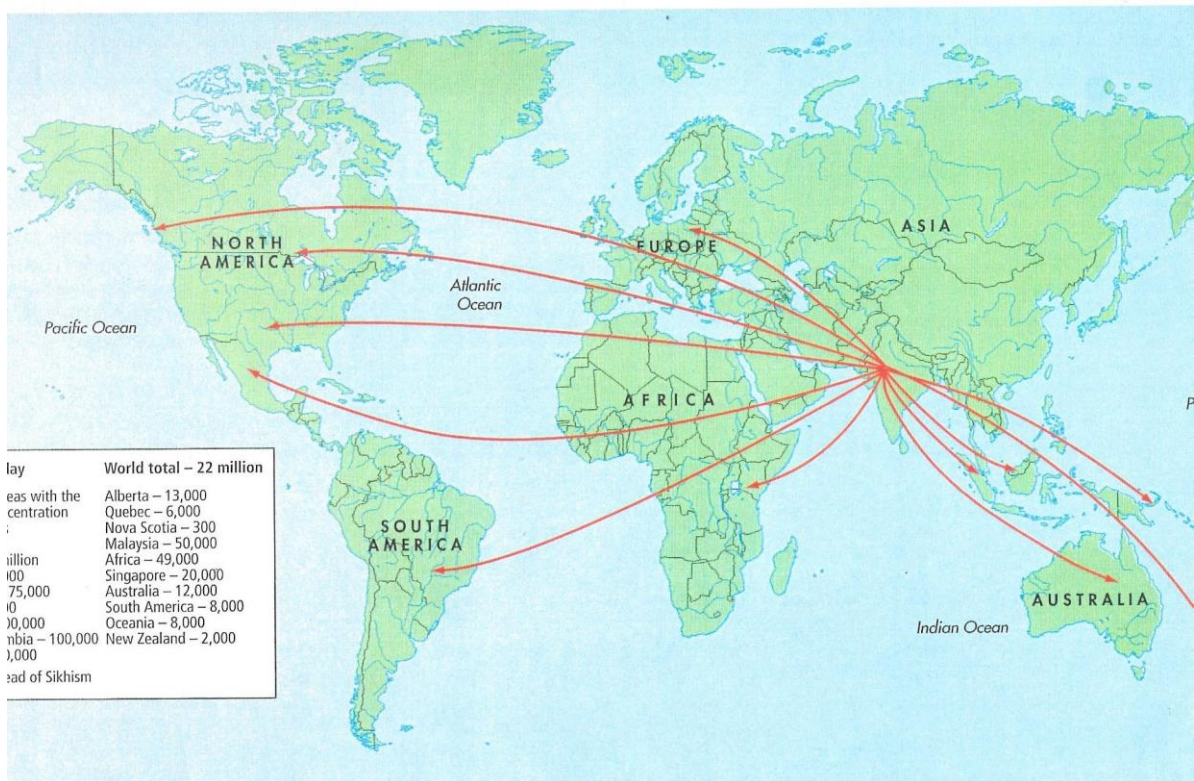 NORTH
AMERICA
EUROPE
ASIA
Atlantic
Ocean
Pacific Ocean
AFRICA
P
SOUTH
AMERICA
AUSTRALIA
Indian Ocean
lay
eas with the
centration
s
illion
000
75,000
00
00,000
mbia – 100,000
0,000
ead of Sikhism
World total – 22 million
Alberta – 13,000
Quebec – 6,000
Nova Scotia – 300
Malaysia – 50,000
Africa – 49,000
Singapore – 20,000
Australia – 12,000
South America – 8,000
Oceania – 8,000
New Zealand – 2,000